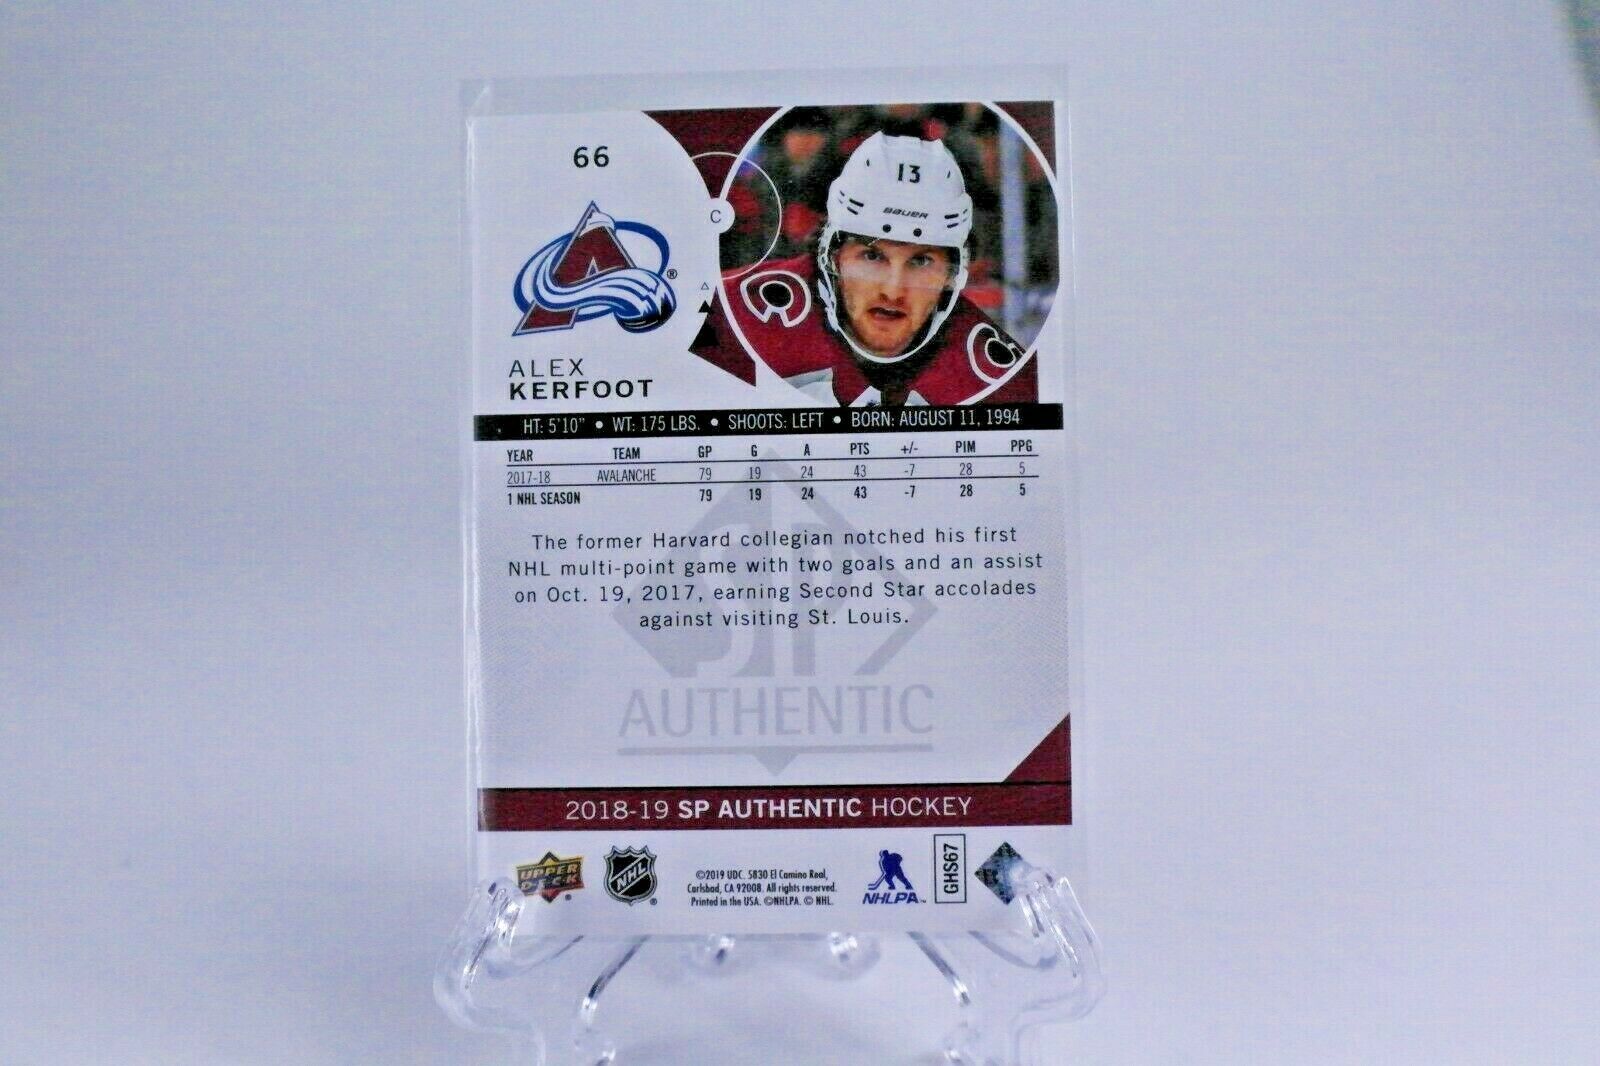 66
13
BAUER
C
®
ALEX
KERFOOT
HT: 5'10" • WT: 175 LBS. • SHOOTS: LEFT • BORN: AUGUST 11, 1994
YEAR TEAM GP G A PTS +/- PIM PPG
2017-18 AVALANCHE 79 19 24 43 -7 28 5
1 NHL SEASON 79 19 24 43 -7 28 5
The former Harvard collegian notched his first
NHL multi-point game with two goals and an assist
on Oct. 19, 2017, earning Second Star accolades
against visiting St. Louis.
SP
AUTHENTIC
2018-19 SP AUTHENTIC HOCKEY
UPPER
DECK
NHL
©2019 UDC. 5830 El Camino Real,
Carlsbad, CA 92008. All rights reserved.
Printed in the USA. ©NHLPA. © NHL.
NHLPA™
GHS67